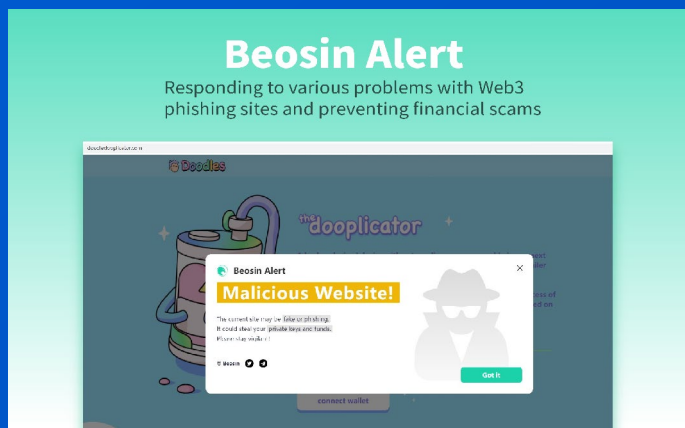 Beosin Alert
Responding to various problems with Web3
phishing sites and preventing financial scams
Doodles
the
dooplicator
Beosin Alert
Malicious Website!
The current site may be fake or phishing.
It could steal your private keys and funds.
Please stay vigilant!
© Beosin
Got it
connect wallet